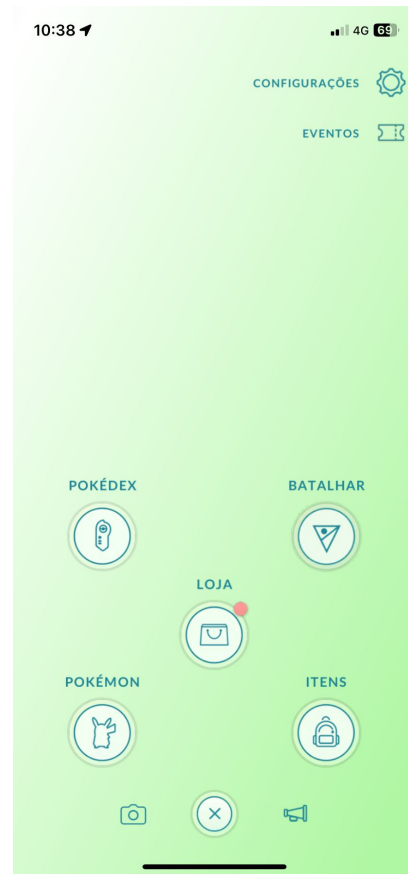 10:38
4G 69
CONFIGURAÇÕES
EVENTOS
POKÉDEX
BATALHAR
LOJA
POKÉMON
ITENS